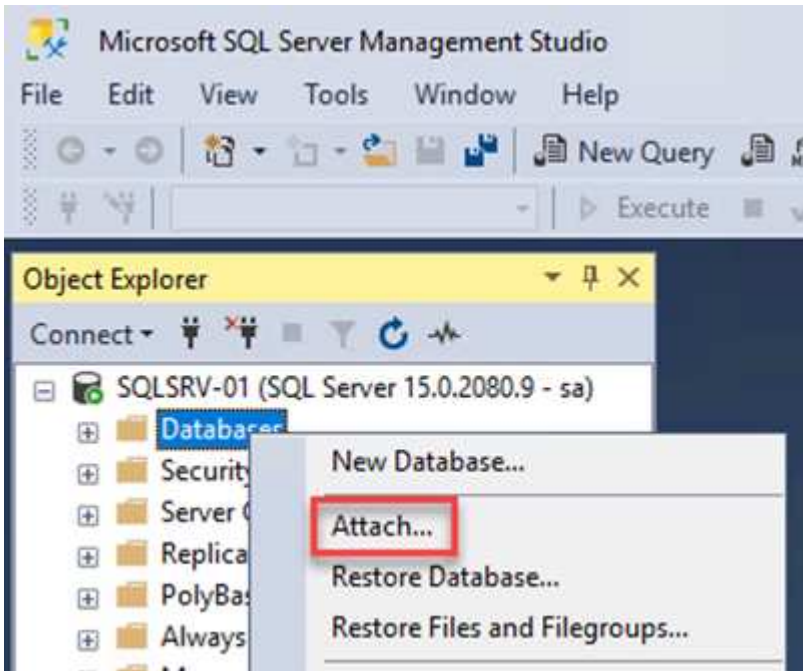 Microsoft SQL Server Management Studio
File Edit View Tools Window Help
New Query
Execute
Object Explorer
Connect
SQLSRV-01 (SQL Server 15.0.2080.9 - sa)
Databases
New Database...
Attach...
Restore Database...
Restore Files and Filegroups...
Always